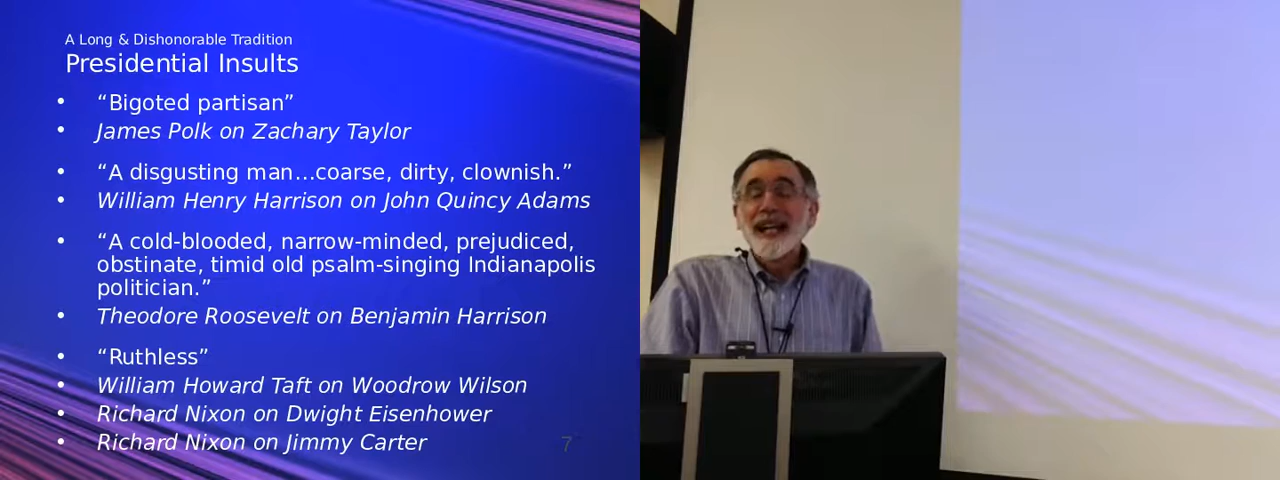 A Long & Dishonorable Tradition
Presidential Insults
• “Bigoted partisan”
• James Polk on Zachary Taylor
• “A disgusting man…coarse, dirty, clownish.”
• William Henry Harrison on John Quincy Adams
• “A cold-blooded, narrow-minded, prejudiced,
obstinate, timid old psalm-singing Indianapolis
politician.”
• Theodore Roosevelt on Benjamin Harrison
• “Ruthless”
• William Howard Taft on Woodrow Wilson
• Richard Nixon on Dwight Eisenhower
• Richard Nixon on Jimmy Carter
7